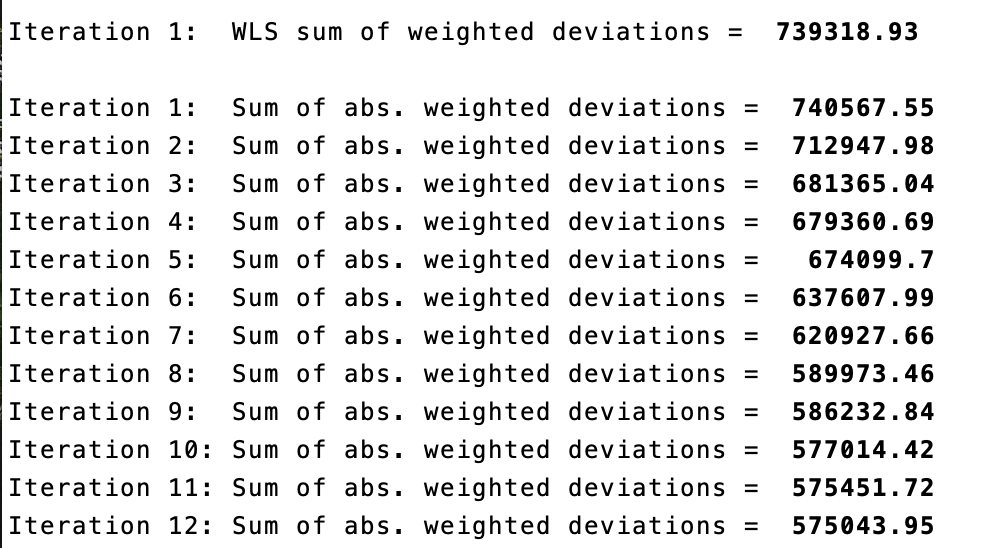 Iteration 1:  WLS sum of weighted deviations =  739318.93

Iteration 1:  Sum of abs. weighted deviations =  740567.55
Iteration 2:  Sum of abs. weighted deviations =  712947.98
Iteration 3:  Sum of abs. weighted deviations =  681365.04
Iteration 4:  Sum of abs. weighted deviations =  679360.69
Iteration 5:  Sum of abs. weighted deviations =   674099.7
Iteration 6:  Sum of abs. weighted deviations =  637607.99
Iteration 7:  Sum of abs. weighted deviations =  620927.66
Iteration 8:  Sum of abs. weighted deviations =  589973.46
Iteration 9:  Sum of abs. weighted deviations =  586232.84
Iteration 10: Sum of abs. weighted deviations =  577014.42
Iteration 11: Sum of abs. weighted deviations =  575451.72
Iteration 12: Sum of abs. weighted deviations =  575043.95